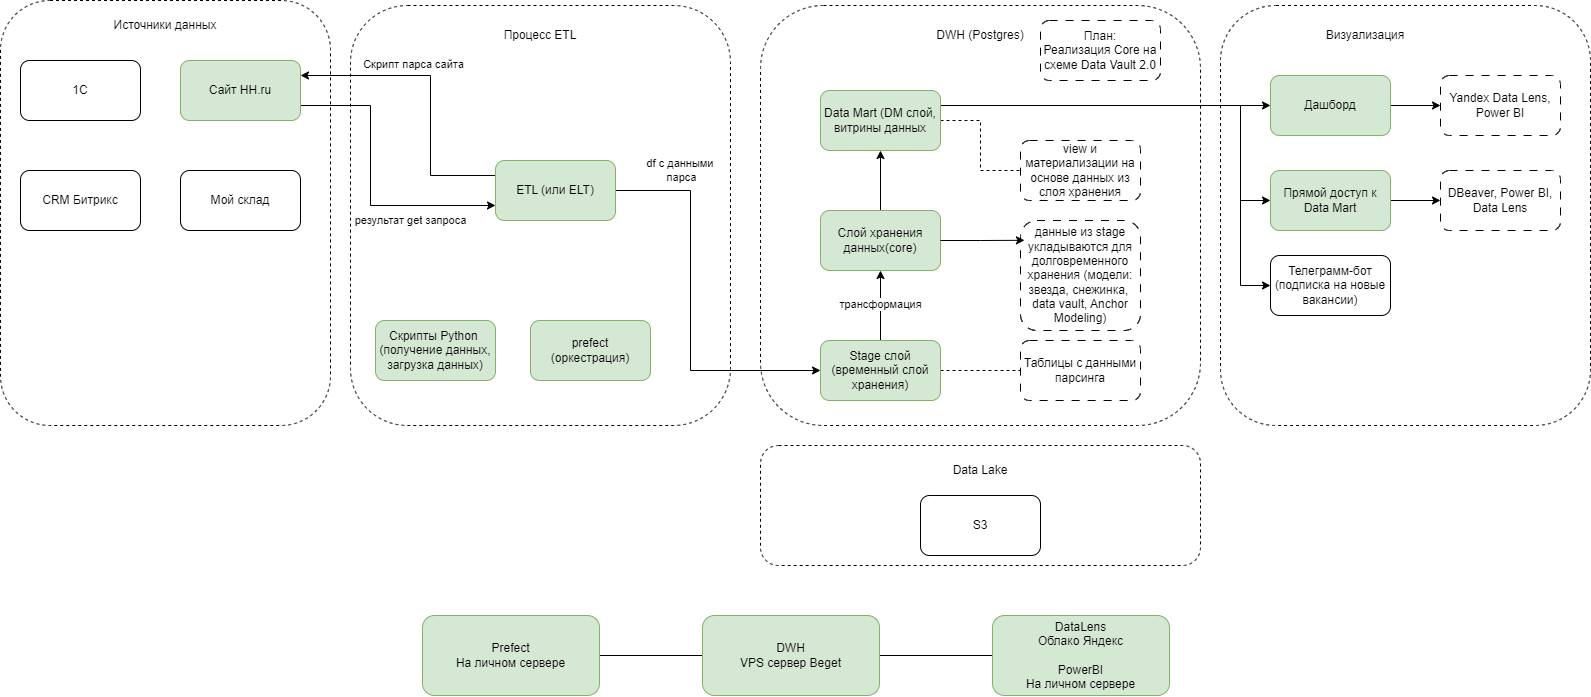 Источники данных
1С
Сайт HH.ru
CRM Битрикс
Мой склад
Процесс ETL
Скрипт парса сайта
ETL (или ELT)
результат get запроса
df с данными
парса
Скрипты Python
(получение данных,
загрузка данных)
prefect
(оркестрация)
DWH (Postgres)
План:
Реализация Core на
схеме Data Vault 2.0
Data Mart (DM слой,
витрины данных
view и
материализации на
основе данных из
слоя хранения
Слой хранения
данных(core)
данные из stage
укладываются для
долговременного
хранения (модели:
звезда, снежинка,
data vault, Anchor
Modeling)
трансформация
Stage слой
(временный слой
хранения)
Таблицы с данными
парсинга
Визуализация
Дашборд
Yandex Data Lens,
Power BI
Прямой доступ к
Data Mart
DBeaver, Power BI,
Data Lens
Телеграмм-бот
(подписка на новые
вакансии)
Data Lake
S3
Prefect
На личном сервере
DWH
VPS сервер Beget
DataLens
Облако Яндекс
PowerBI
На личном сервере